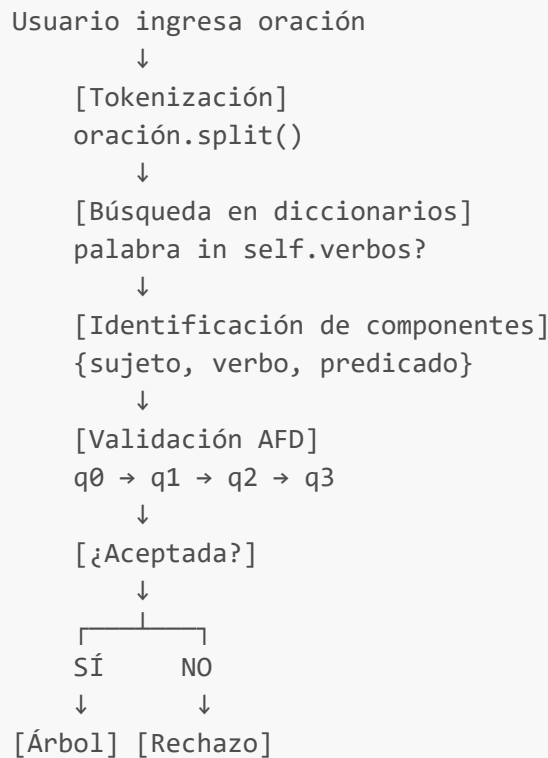 Usuario ingresa oración
↓
[Tokenización]
oración.split()
↓
[Búsqueda en diccionarios]
palabra in self.verbos?
↓
[Identificación de componentes]
{sujeto, verbo, predicado}
↓
[Validación AFD]
q0 → q1 → q2 → q3
↓
[¿Aceptada?]
↓
┌───┴───┐
SÍ NO
↓ ↓
[Árbol] [Rechazo]